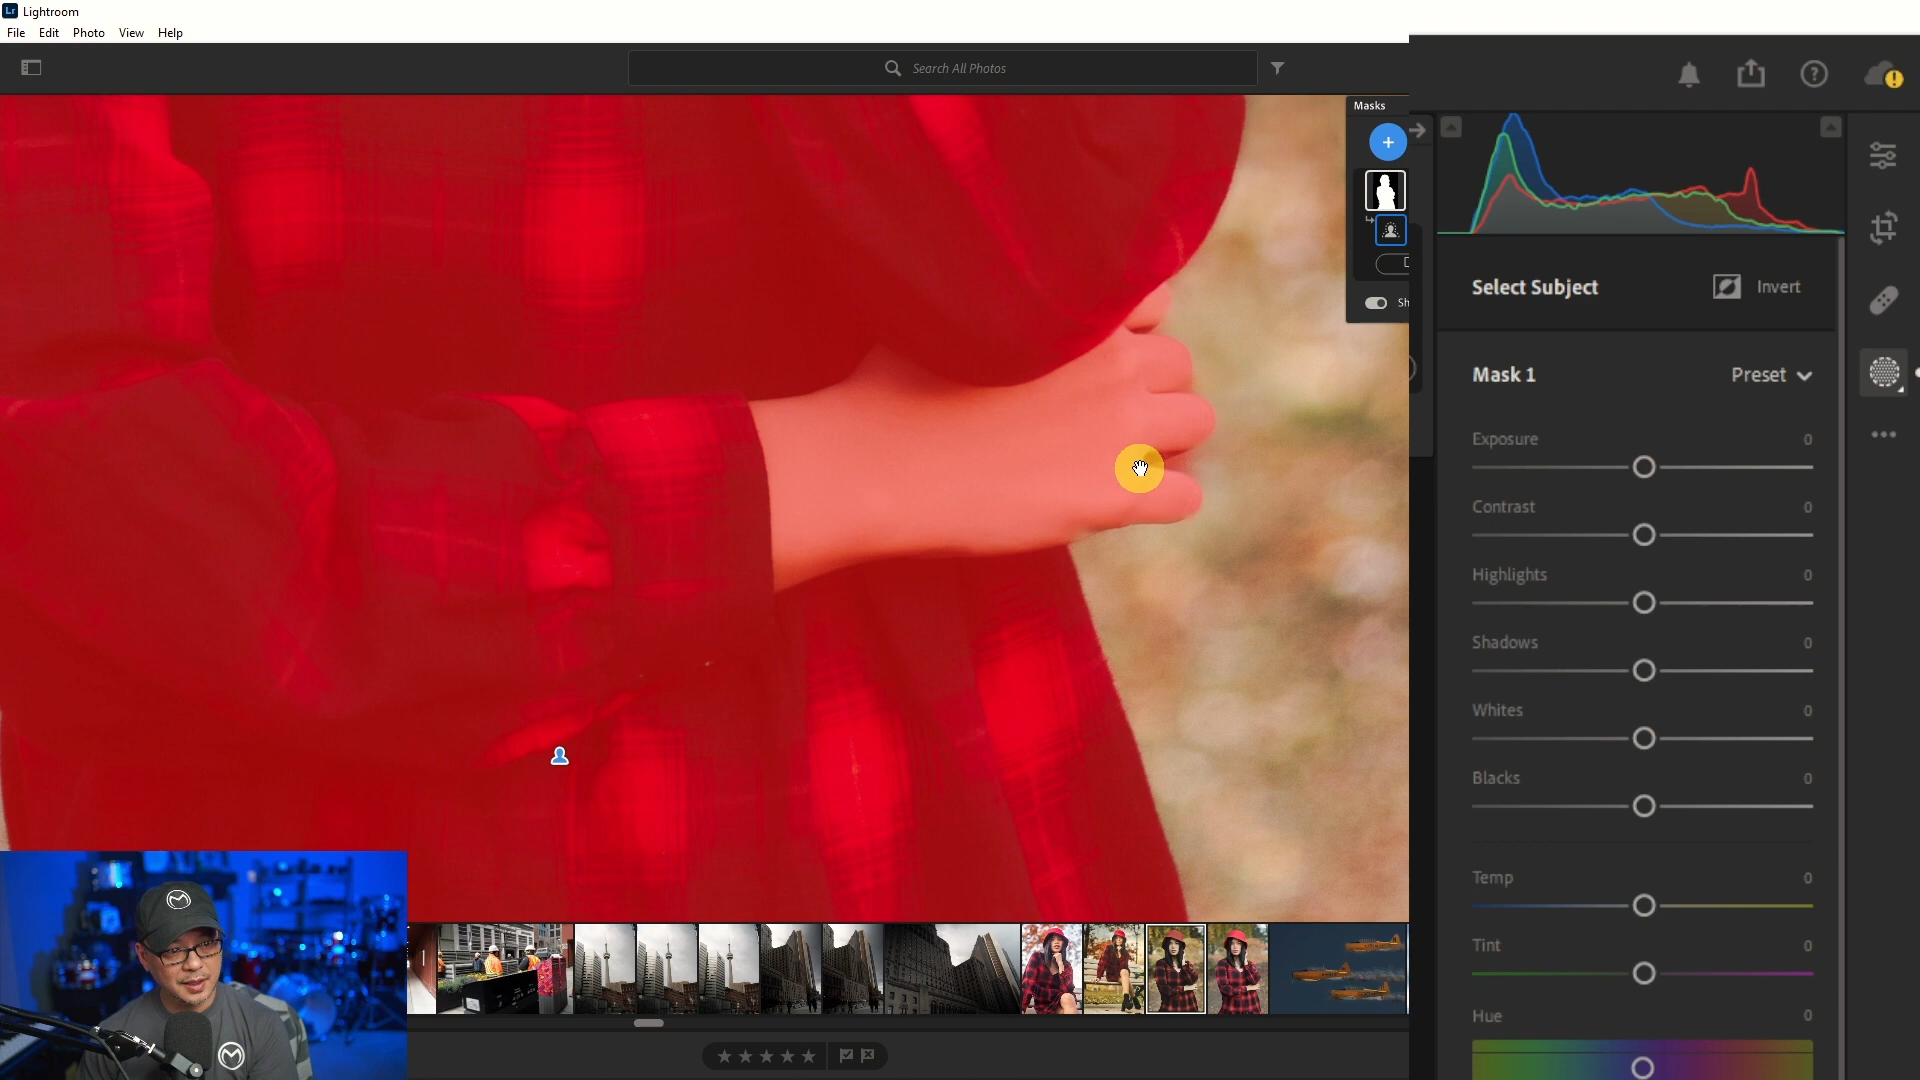 Lr Lightroom
File Edit Photo View Help
Search All Photos
Masks
Sh
Select Subject Invert
Mask 1 Preset
Exposure 0
Contrast 0
Highlights 0
Shadows 0
Whites 0
Blacks 0
Temp 0
Tint 0
Hue 0